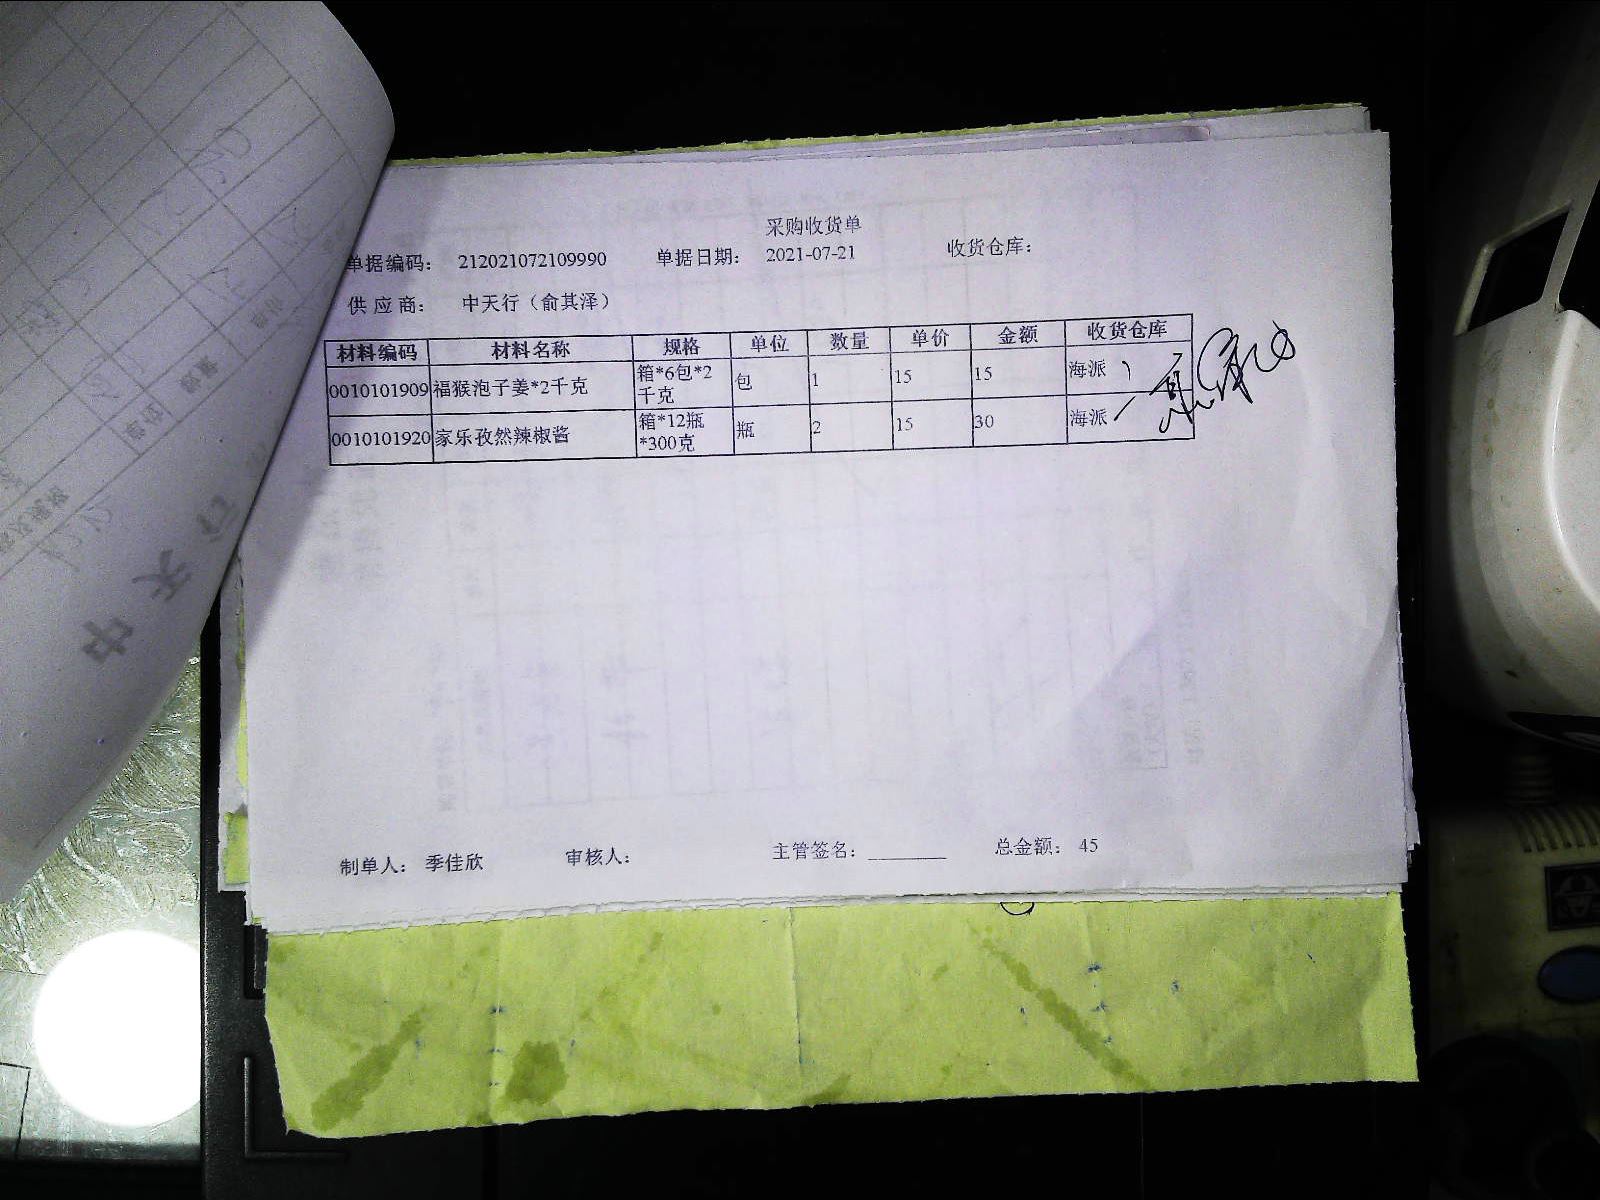 采购收货单
单据编码： 212021072109990 单据日期： 2021-07-21 收货仓库：
供 应 商： 中天行（俞其泽）
材料编码 材料名称 规格 单位 数量 单价 金额 收货仓库
0010101909 福猴泡子姜*2千克 箱*6包*2千克 包 1 15 15 海派
0010101920 家乐孜然辣椒酱 箱*12瓶*300克 瓶 2 15 30 海派
制单人： 季佳欣 审核人： 主管签名：________ 总金额： 45
中 天 行